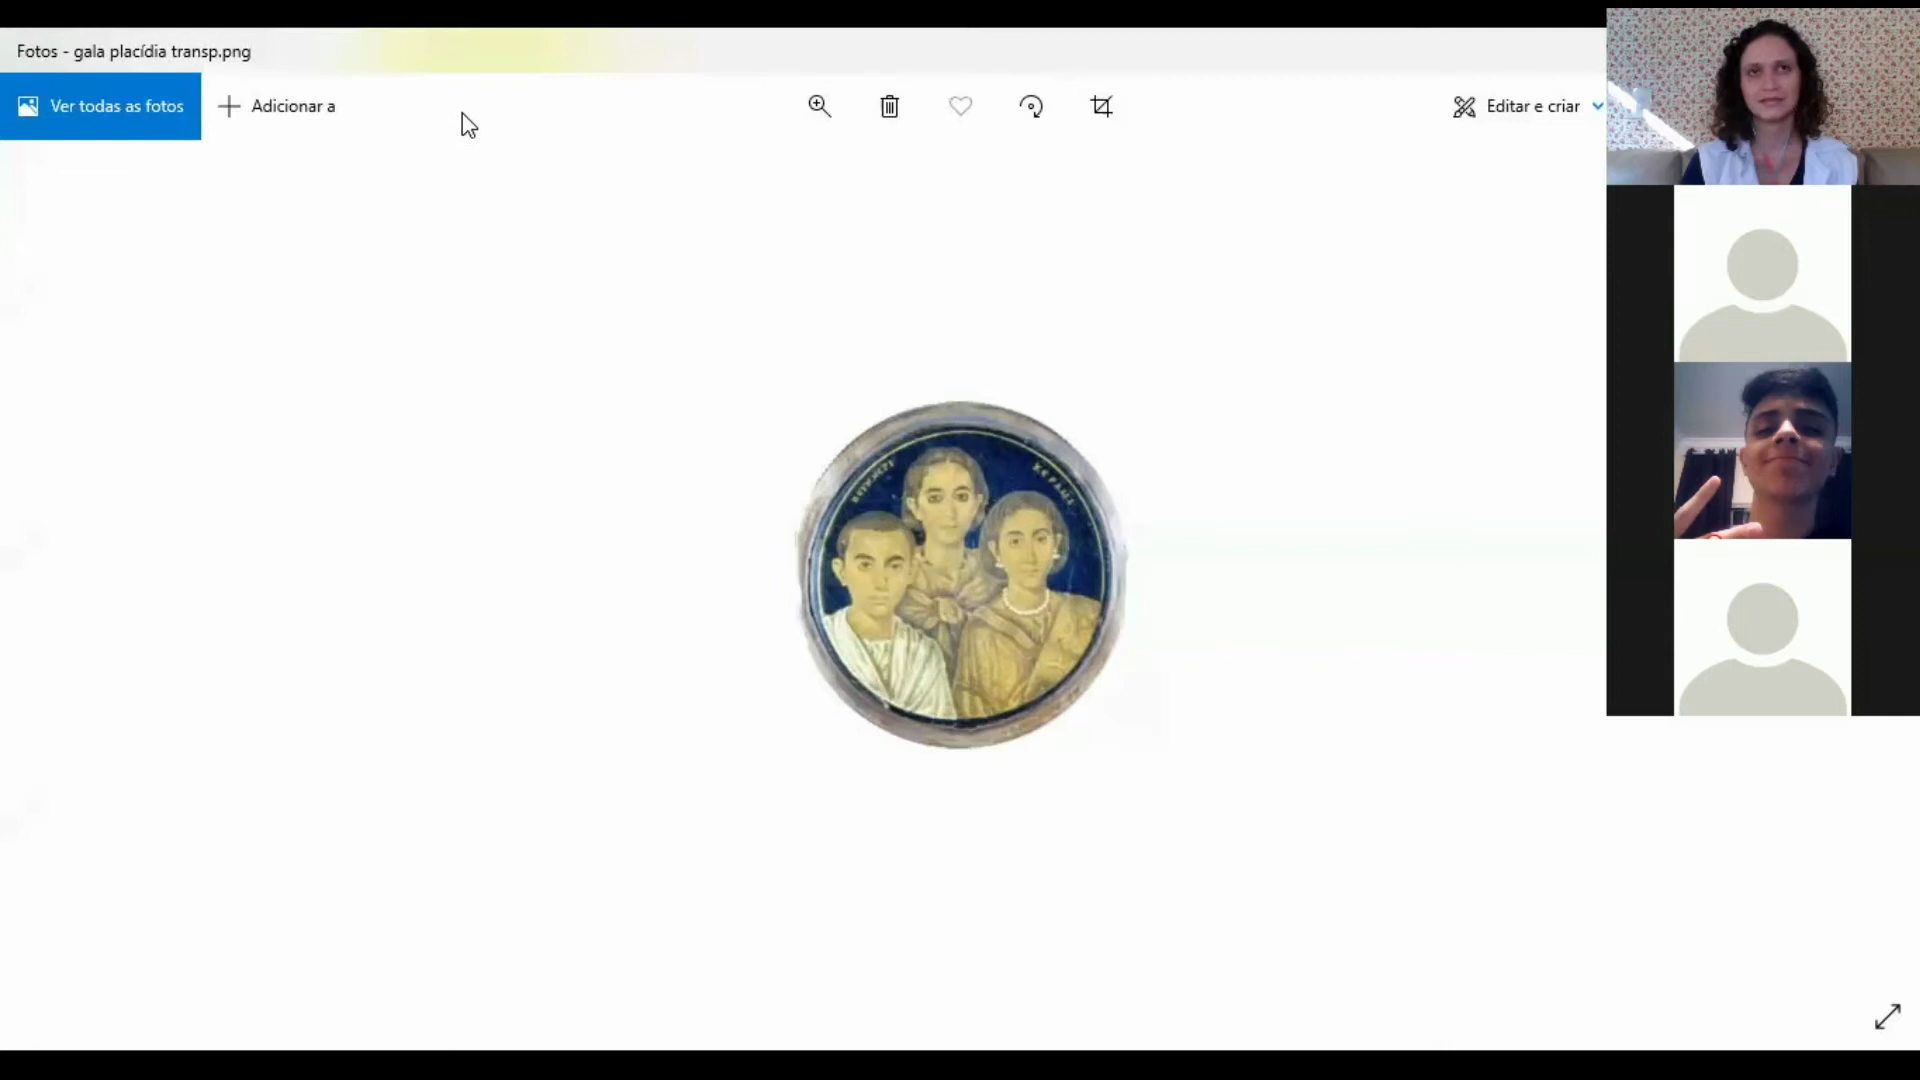 Fotos - gala placídia transp.png
Ver todas as fotos
Adicionar a
Editar e criar